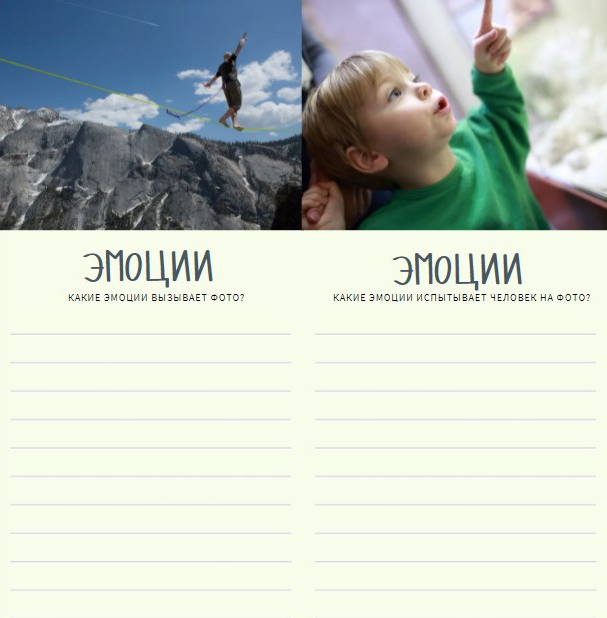 ЭМОЦИИ
КАКИЕ ЭМОЦИИ ВЫЗЫВАЕТ ФОТО?
ЭМОЦИИ
КАКИЕ ЭМОЦИИ ИСПЫТЫВАЕТ ЧЕЛОВЕК НА ФОТО?